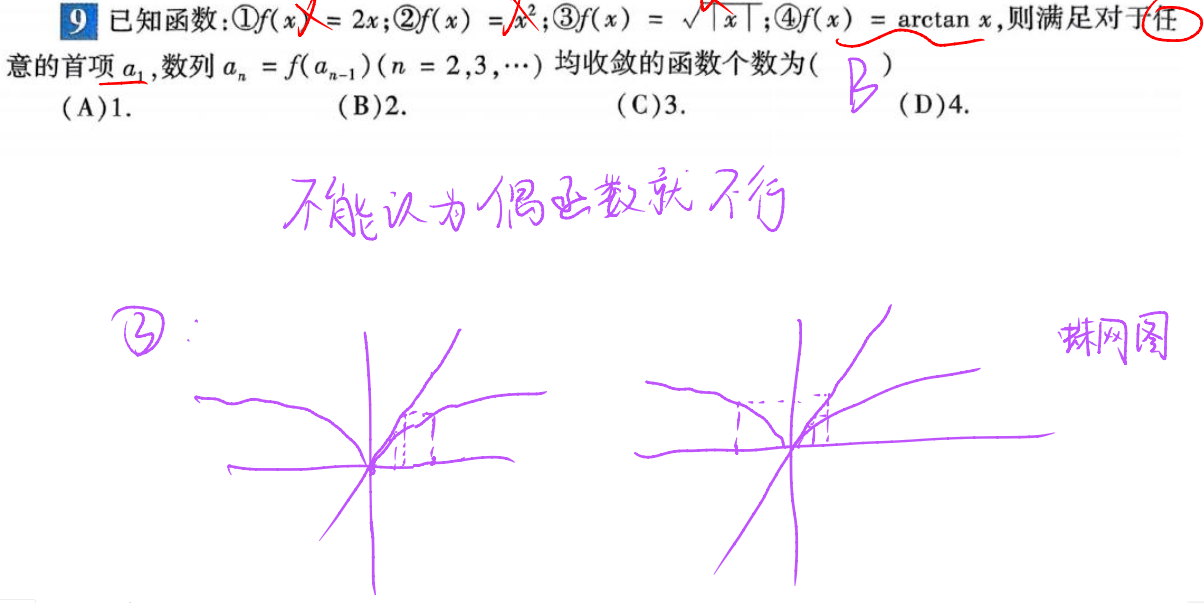 9 已知函数:①f(x) = 2x;②f(x) = x²;③f(x) = √|x|;④f(x) = arctan x,则满足对于任
意的首项 a₁,数列 aₙ = f(aₙ₋₁)(n = 2,3,⋯) 均收敛的函数个数为( B )
(A)1. (B)2. (C)3. (D)4.
不能认为偶函数就不行
③:
蛛网图